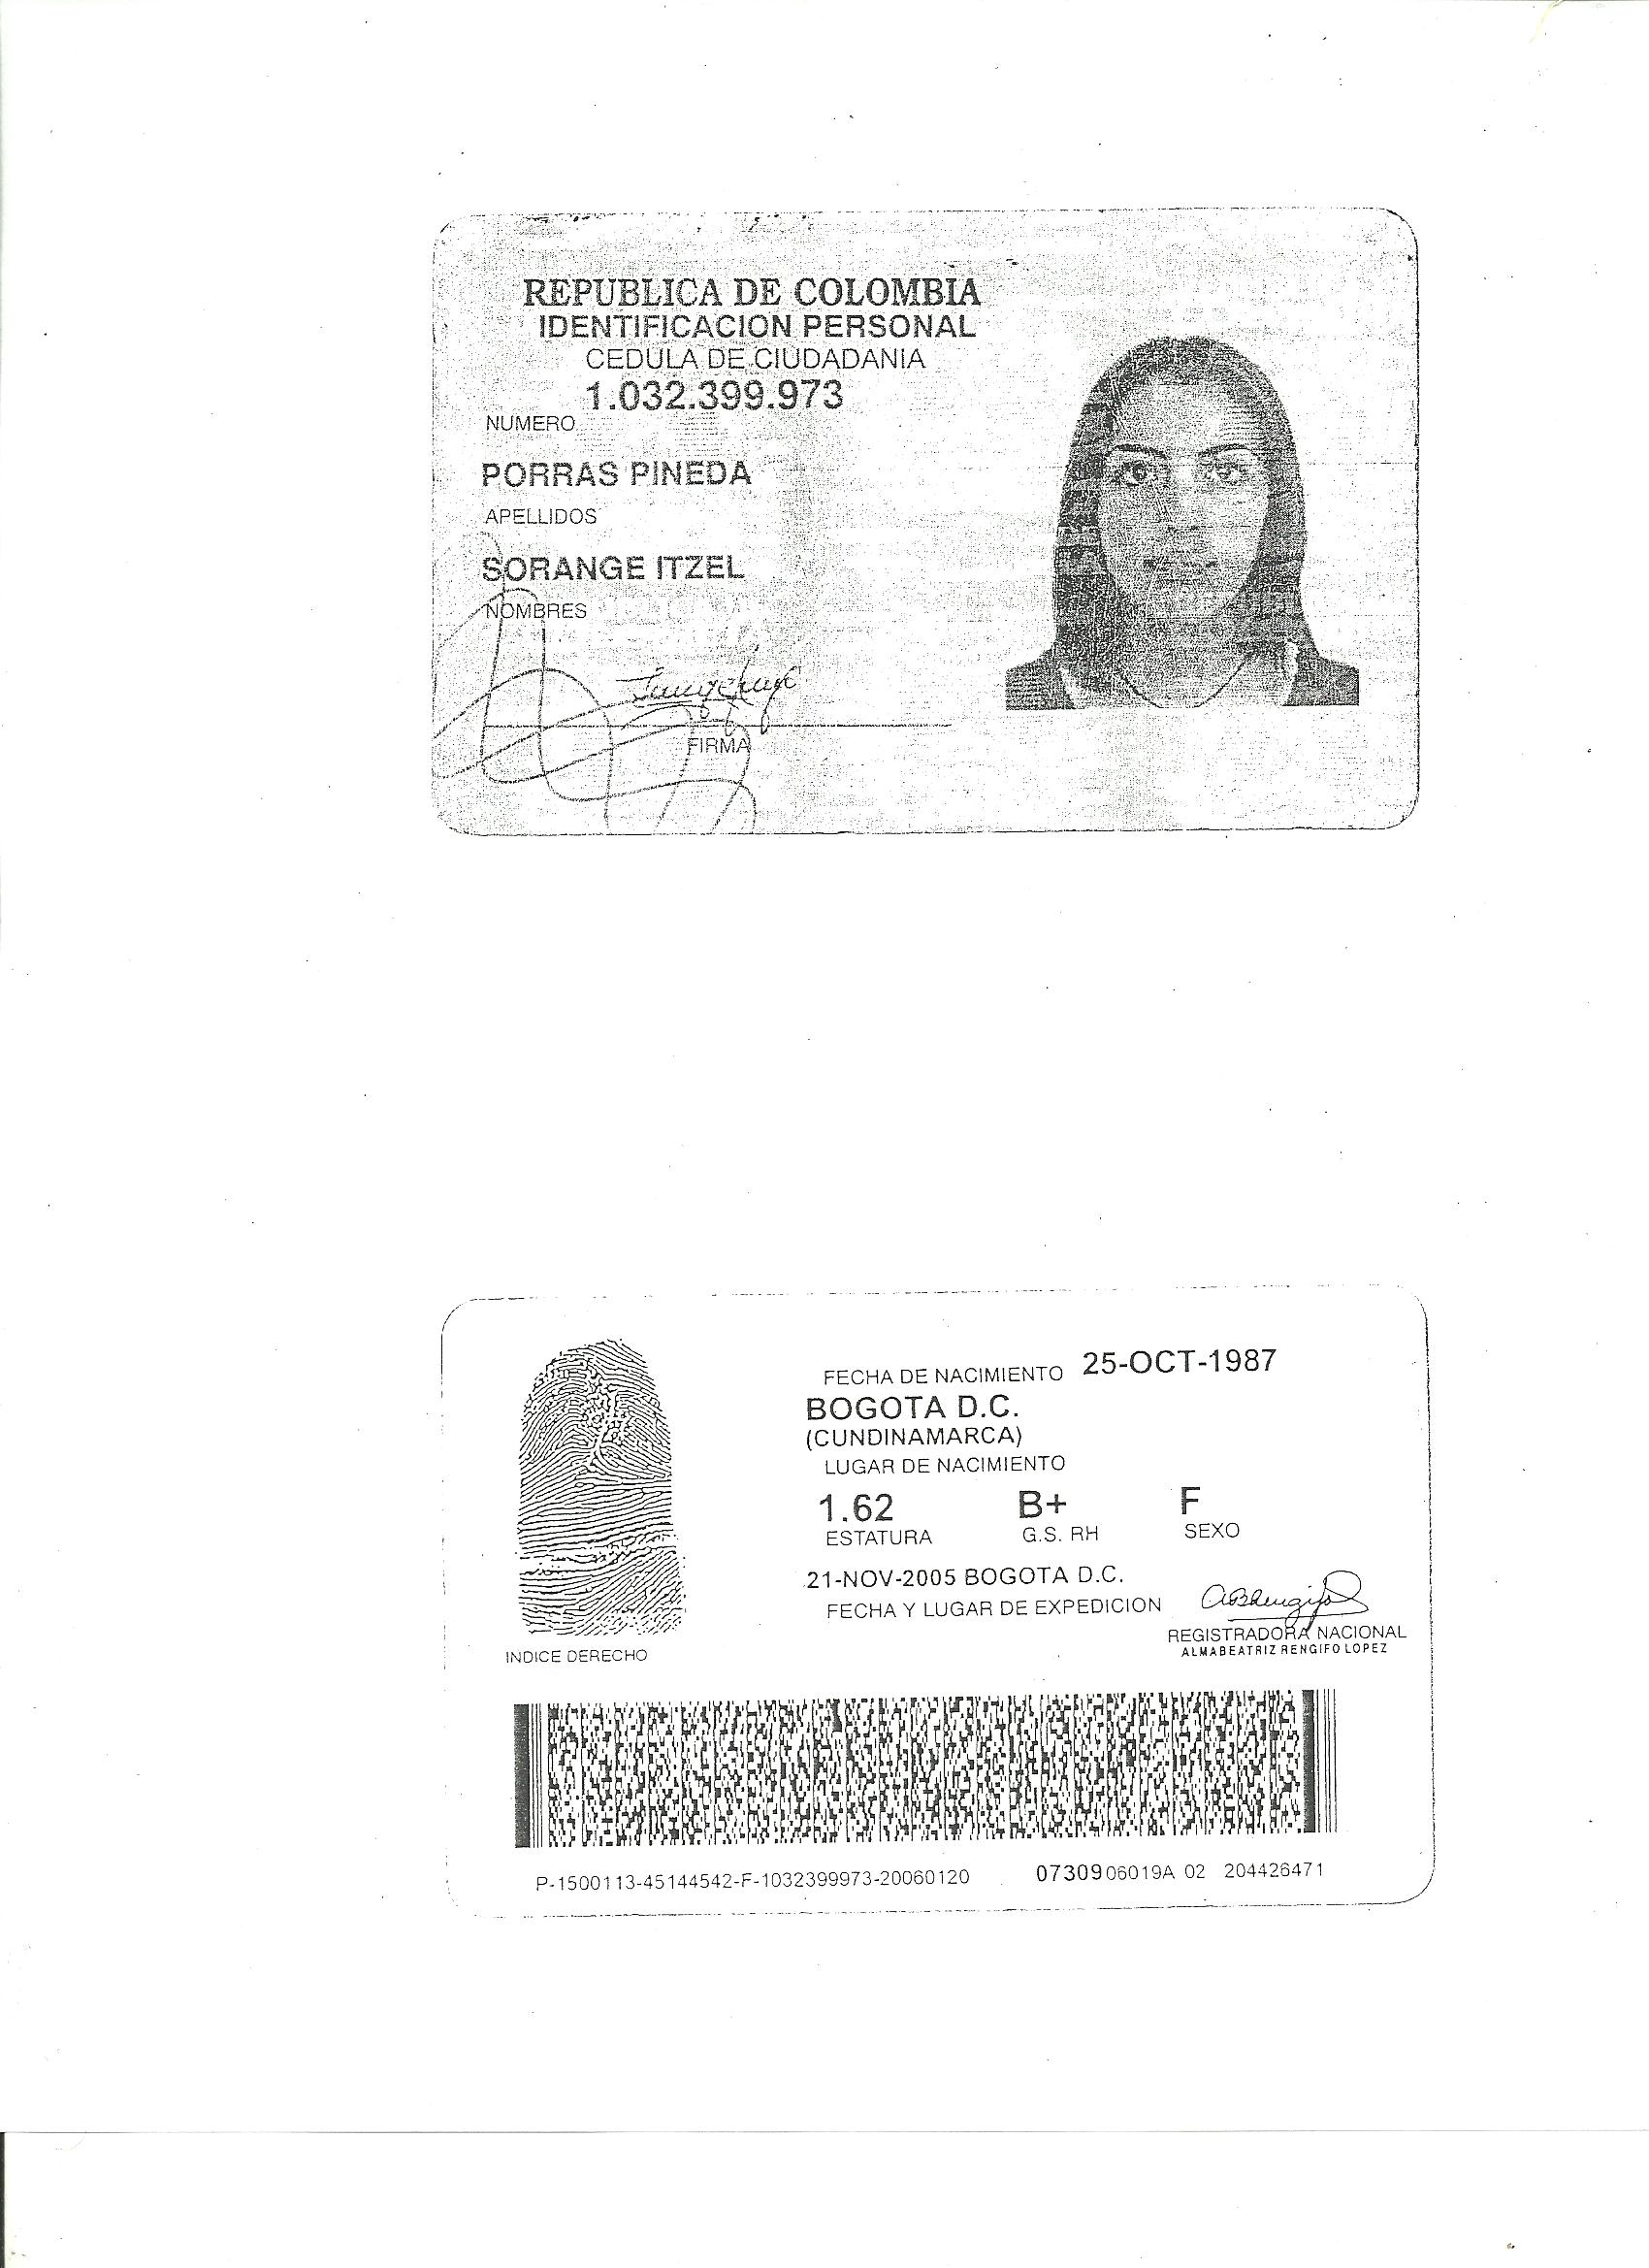 REPUBLICA DE COLOMBIA
IDENTIFICACION PERSONAL
CEDULA DE CIUDADANIA
1.032.399.973
NUMERO
PORRAS PINEDA
APELLIDOS
SORANGE ITZEL
NOMBRES
FIRMA
FECHA DE NACIMIENTO 25-OCT-1987
BOGOTA D.C.
(CUNDINAMARCA)
LUGAR DE NACIMIENTO
1.62 B+ F
ESTATURA G.S. RH SEXO
21-NOV-2005 BOGOTA D.C.
FECHA Y LUGAR DE EXPEDICION
REGISTRADORA NACIONAL
ALMABEATRIZ RENGIFO LOPEZ
INDICE DERECHO
P-1500113-45144542-F-1032399973-20060120 0730906019A 02 204426471